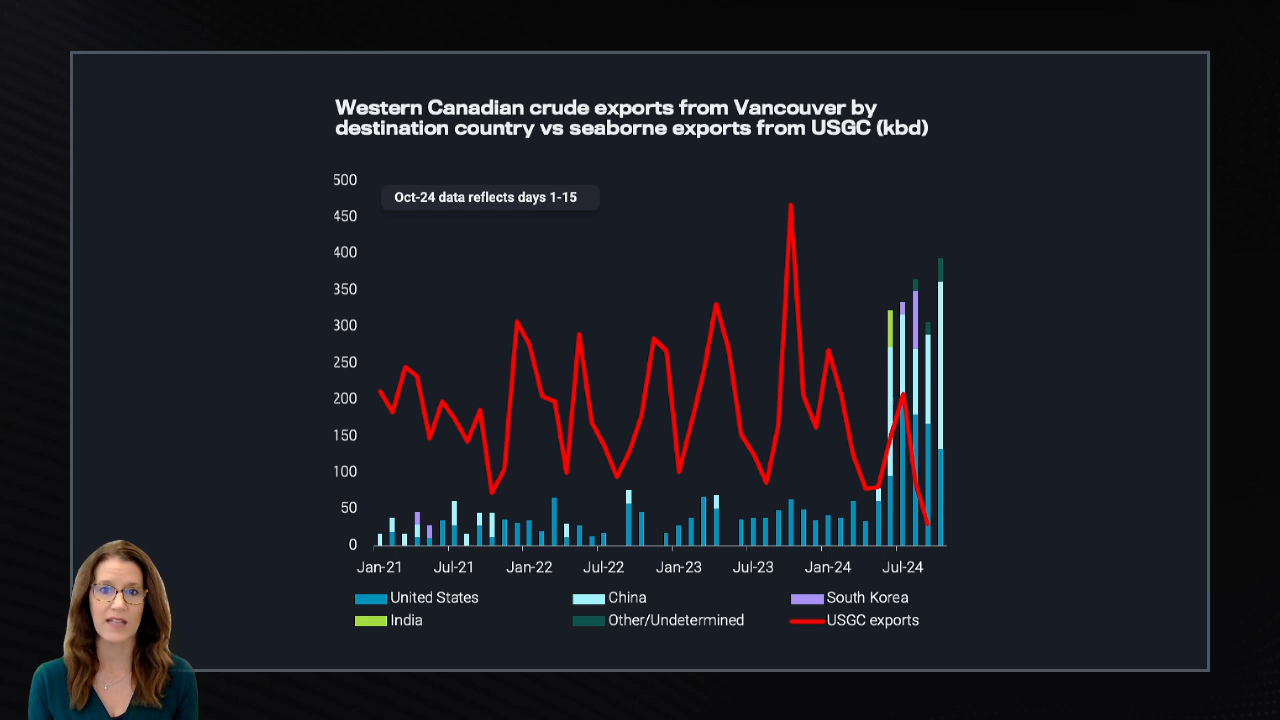 Western Canadian crude exports from Vancouver by
destination country vs seaborne exports from USGC (kbd)
Oct-24 data reflects days 1-15
500
450
400
350
300
250
200
150
100
50
0
Jan-21 Jul-21 Jan-22 Jul-22 Jan-23 Jul-23 Jan-24 Jul-24
United States China South Korea
India Other/Undetermined USGC exports